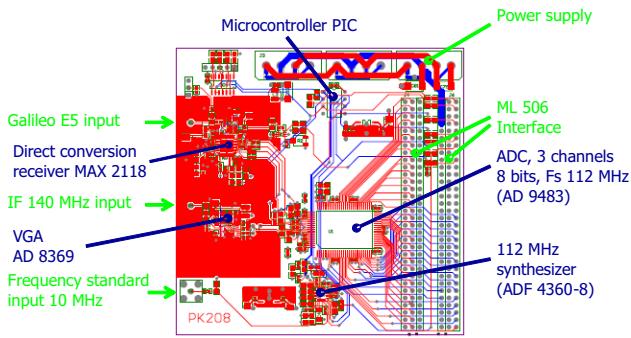 Microcontroller PIC
Power supply
Galileo E5 input
Direct conversion
receiver MAX 2118
IF 140 MHz input
VGA
AD 8369
Frequency standard
input 10 MHz
ML 506
Interface
ADC, 3 channels
8 bits, Fs 112 MHz
(AD 9483)
112 MHz
synthesizer
(ADF 4360-8)
PK208